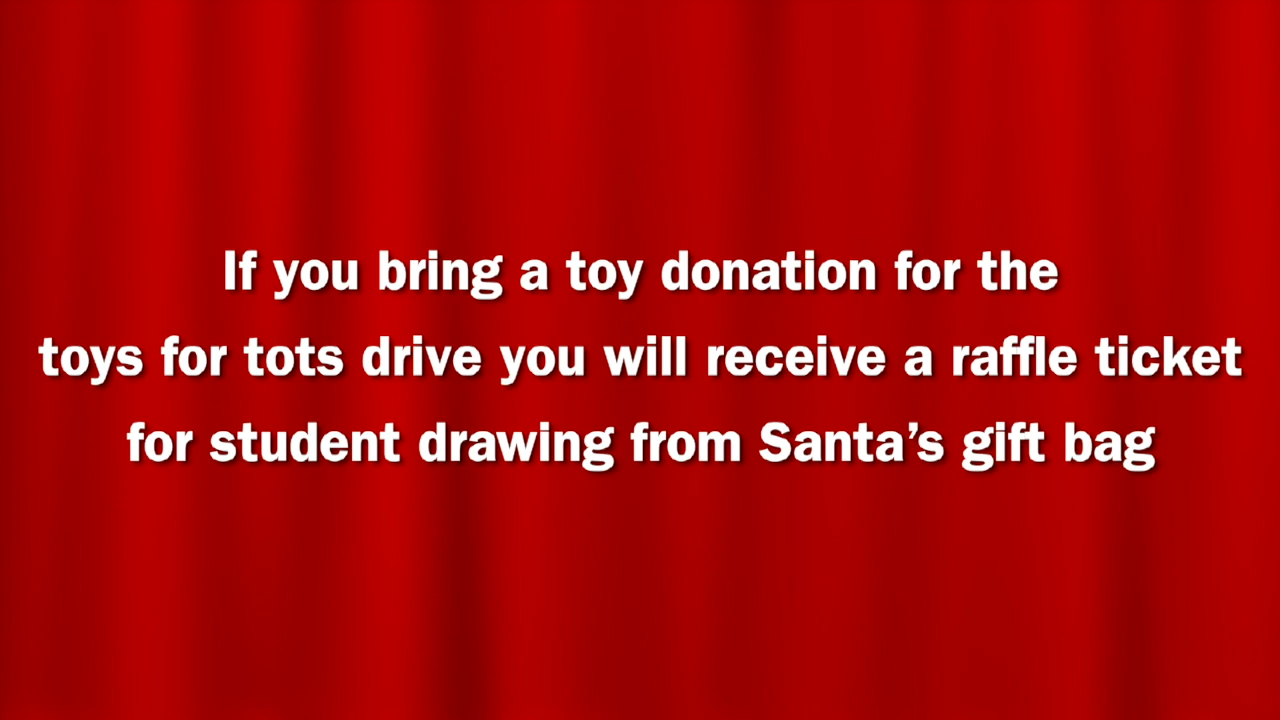 If you bring a toy donation for the
toys for tots drive you will receive a raffle ticket
for student drawing from Santa’s gift bag